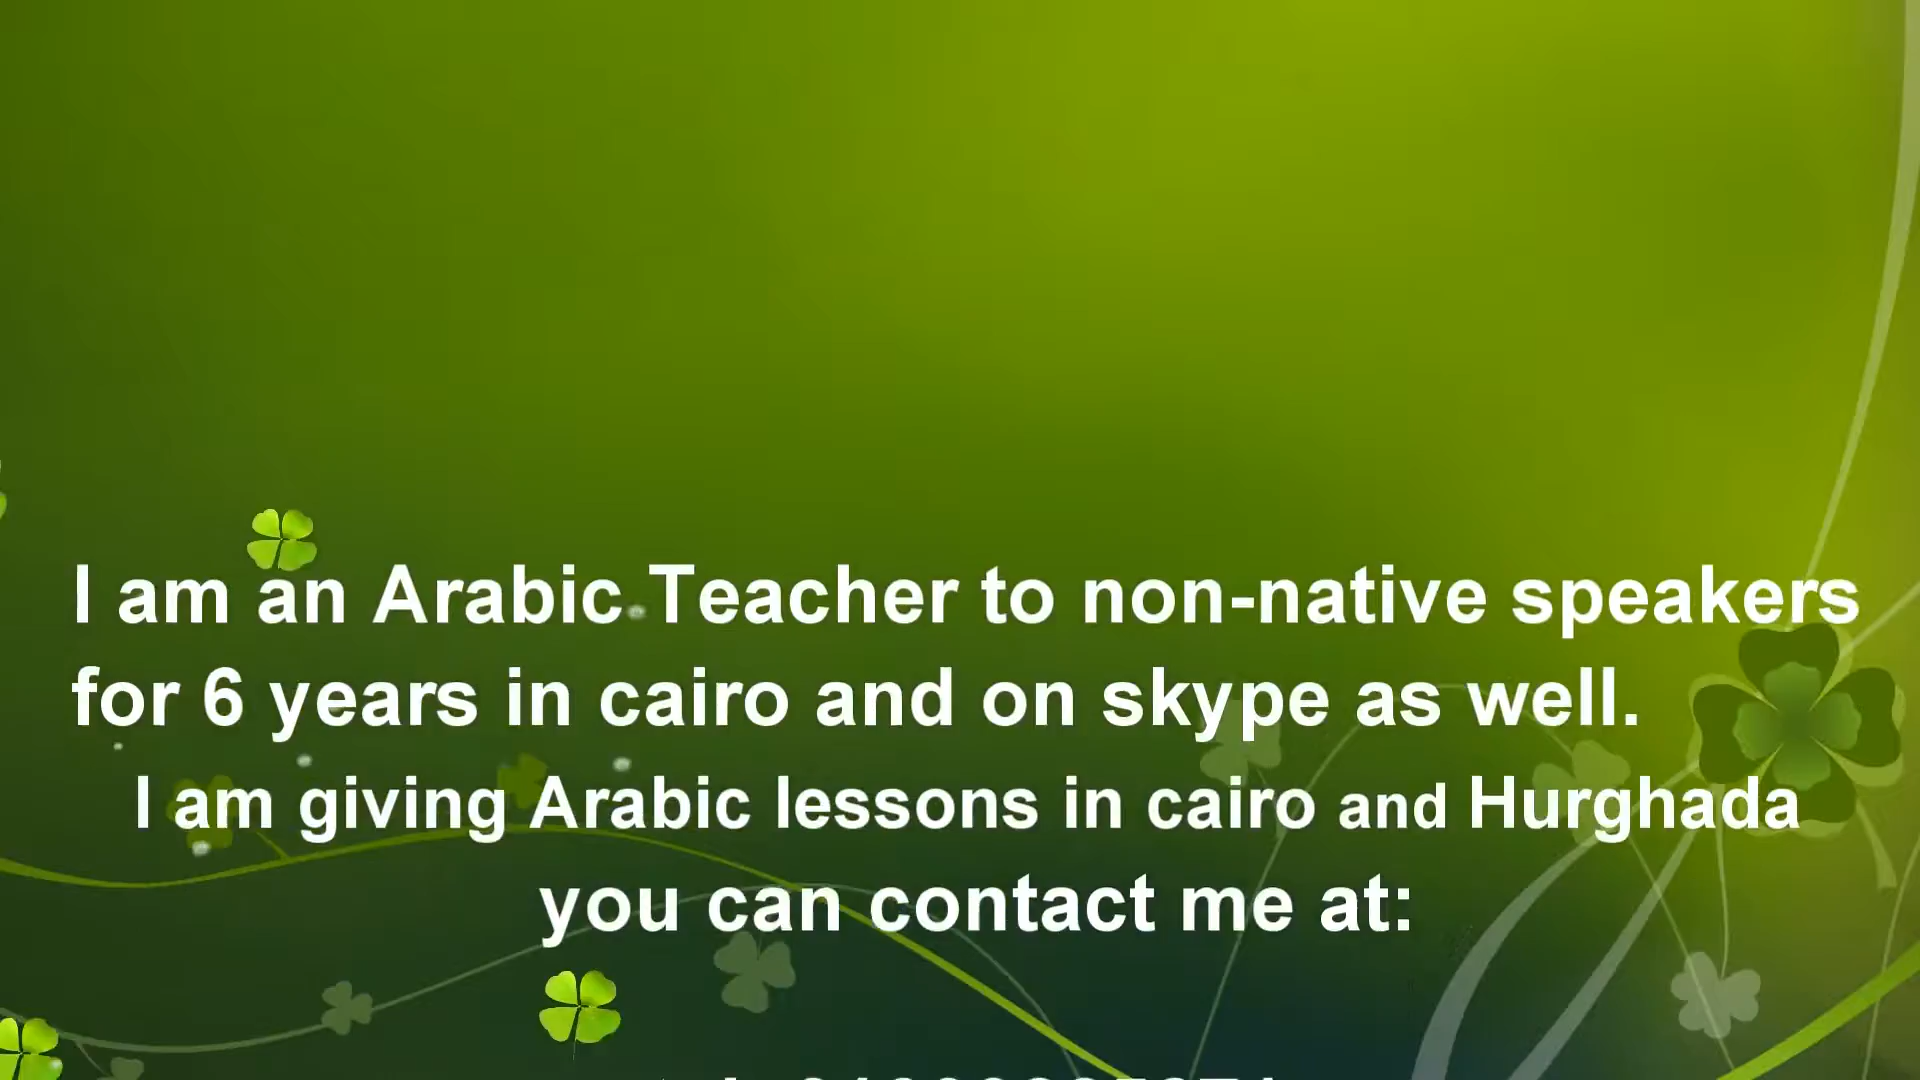 I am an Arabic Teacher to non-native speakers
for 6 years in cairo and on skype as well.
I am giving Arabic lessons in cairo and Hurghada
you can contact me at: